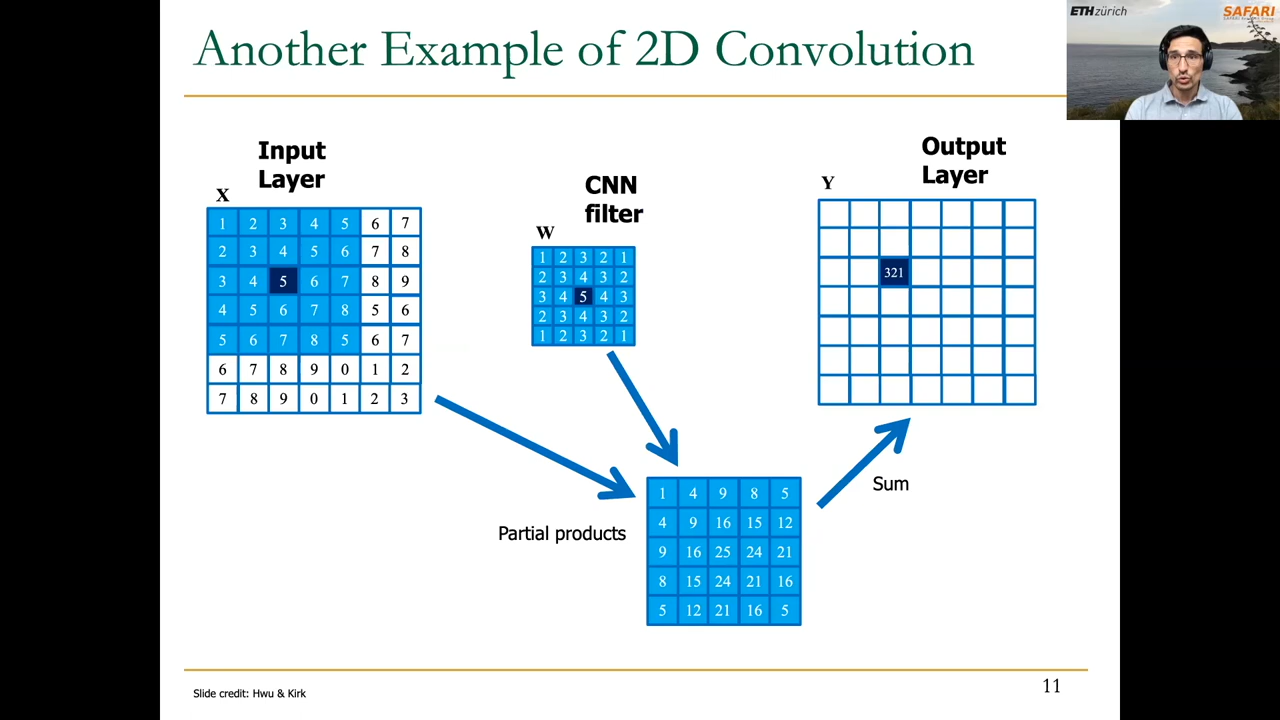 Another Example of 2D Convolution
ETH zürich
SAFARI
Input
Layer
X
1 2 3 4 5 6 7
2 3 4 5 6 7 8
3 4 5 6 7 8 9
4 5 6 7 8 5 6
5 6 7 8 5 6 7
6 7 8 9 0 1 2
7 8 9 0 1 2 3
CNN
filter
W
1 2 3 2 1
2 3 4 3 2
3 4 5 4 3
2 3 4 3 2
1 2 3 2 1
Output
Layer
Y
321
Partial products
1 4 9 8 5
4 9 16 15 12
9 16 25 24 21
8 15 24 21 16
5 12 21 16 5
Sum
Slide credit: Hwu & Kirk
11